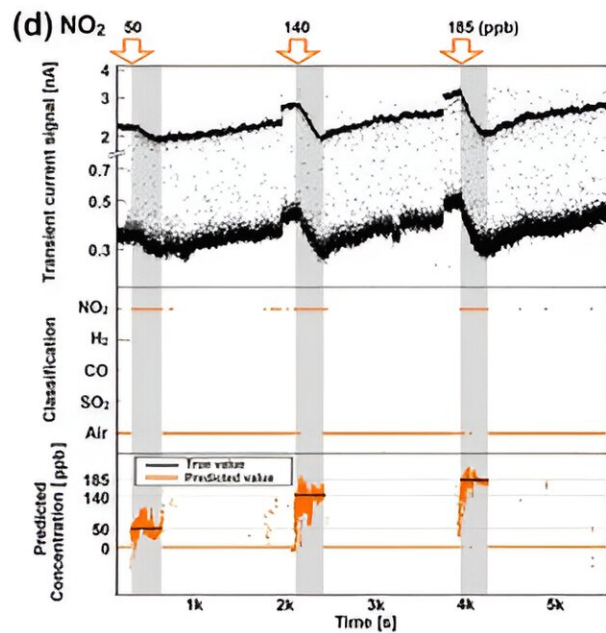 (d) NO₂ 50 140 185 (ppb)
Transient current signal [nA]
4
3
2
0.7
0.5
0.3
Classification
NO₂
H₂
CO
SO₂
Air
Predicted
Concentration [ppb]
True value
Predicted value
185
140
50
0
1k 2k 3k 4k 5k
Time [s]